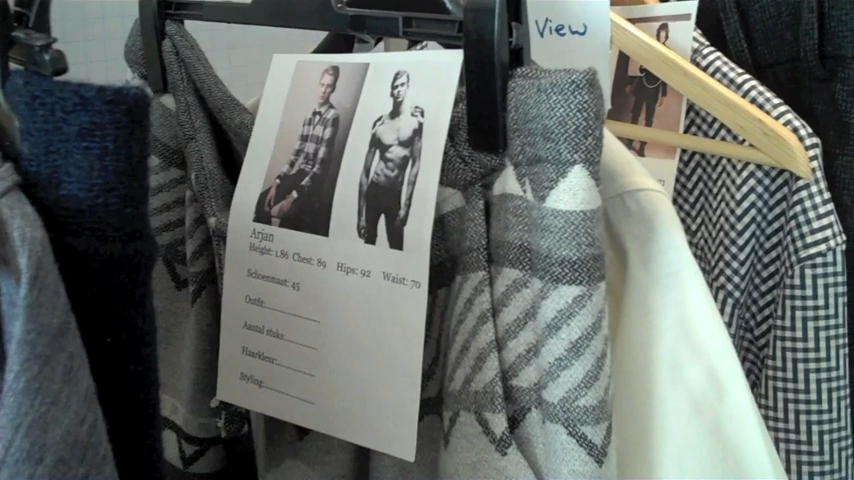 View
Arjan
Height: 1.86 Chest: 89 Hips: 92 Waist: 70
Schoenmaat: 45
Outfit:
Aantal stuks:
Haarkleur:
Styling: